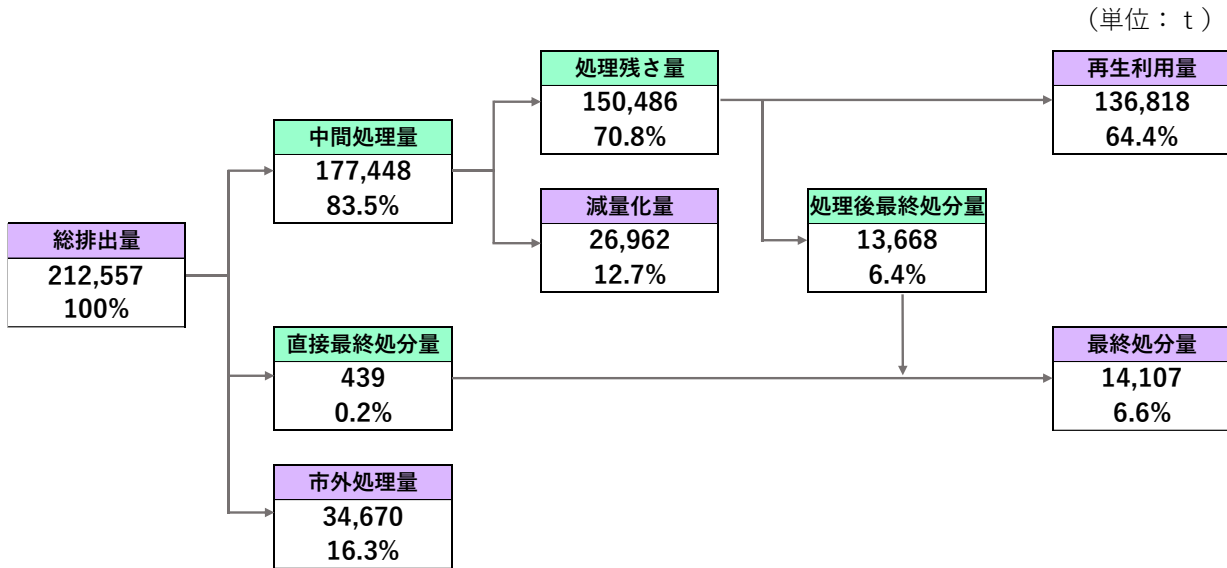 （単位：ｔ）
処理残さ量
150,486
70.8%
再生利用量
136,818
64.4%
中間処理量
177,448
83.5%
減量化量
26,962
12.7%
処理後最終処分量
13,668
6.4%
総排出量
212,557
100%
直接最終処分量
439
0.2%
最終処分量
14,107
6.6%
市外処理量
34,670
16.3%